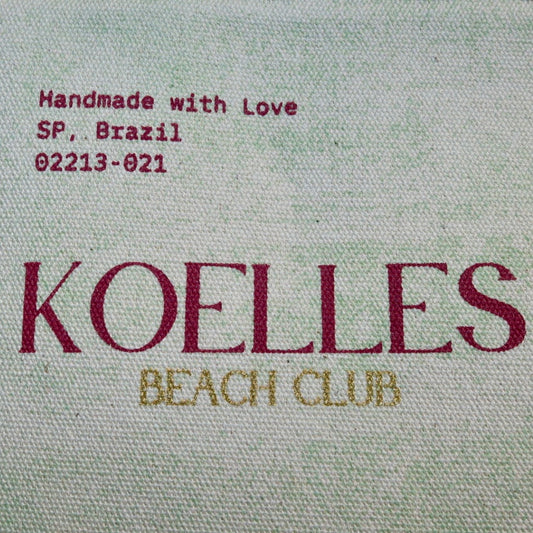 Handmade with Love
SP, Brazil
02213-021
KOELLES
BEACH CLUB